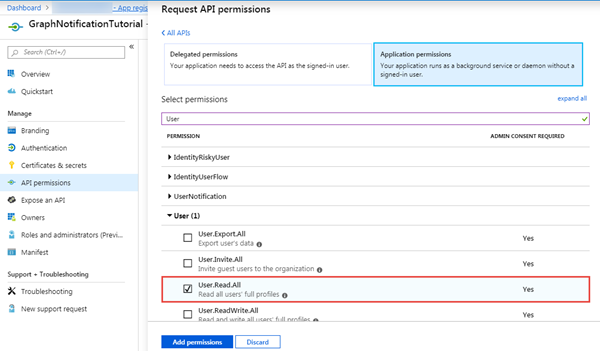 Dashboard > - App regis
GraphNotificationTutorial
Search (Ctrl+/)
«
Overview
Quickstart
Manage
Branding
Authentication
Certificates & secrets
API permissions
Expose an API
Owners
Roles and administrators (Previ...
Manifest
Support + Troubleshooting
Troubleshooting
New support request
Request API permissions
All APIs
Delegated permissions
Your application needs to access the API as the signed-in user.
Application permissions
Your application runs as a background service or daemon without a
signed-in user.
Select permissions
expand all
User
PERMISSION ADMIN CONSENT REQUIRED
IdentityRiskyUser
IdentityUserFlow
UserNotification
User (1)
User.Export.All
Export user's data
Yes
User.Invite.All
Invite guest users to the organization
Yes
User.Read.All
Read all users' full profiles
Yes
User.ReadWrite.All
Read and write all users' full profiles
Yes
Add permissions
Discard